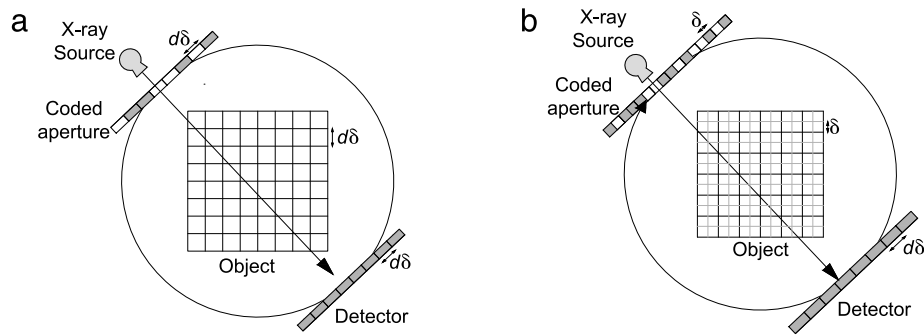 a
X-ray
Source
dδ
Coded
aperture
dδ
Object
dδ
Detector
b
X-ray
Source
δ
Coded
aperture
δ
Object
dδ
Detector